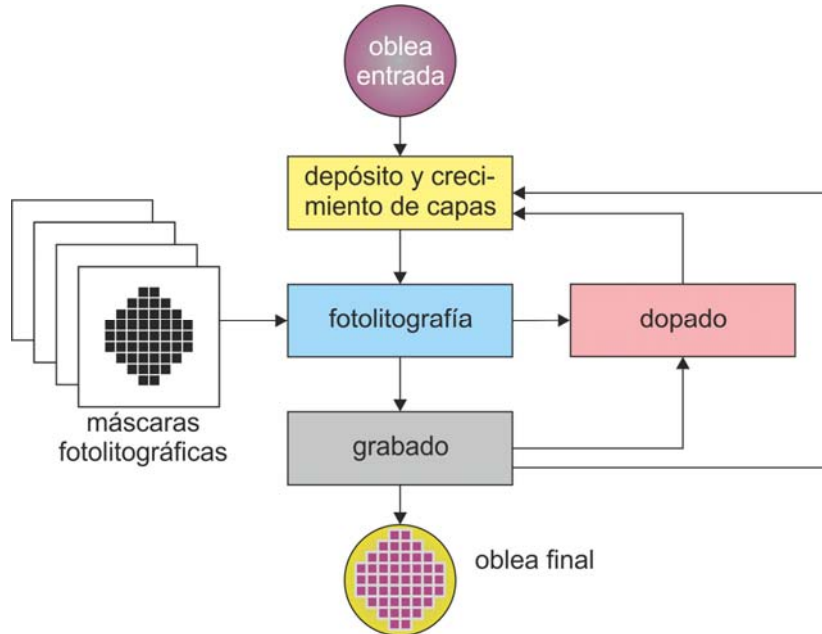 oblea
entrada
depósito y creci-
miento de capas
fotolitografía
dopado
máscaras
fotolitográficas
grabado
oblea final